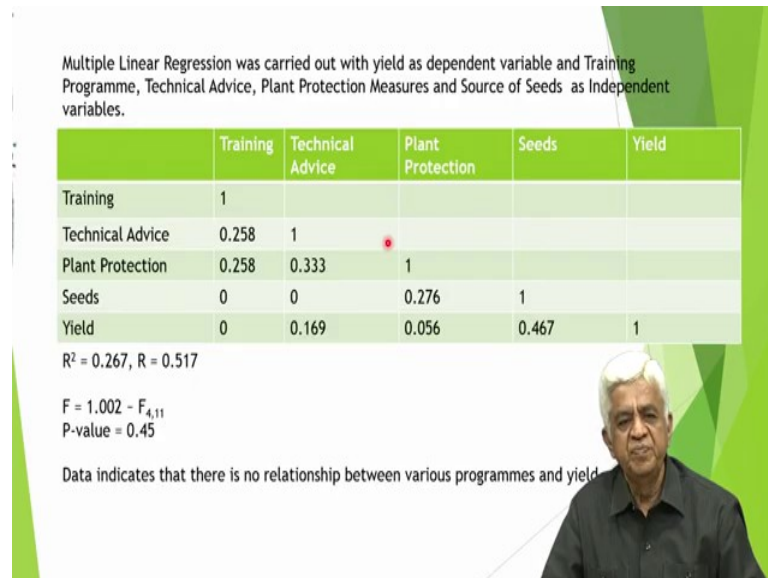 Multiple Linear Regression was carried out with yield as dependent variable and Training
Programme, Technical Advice, Plant Protection Measures and Source of Seeds as Independent
variables.
Training Technical Advice Plant Protection Seeds Yield
Training 1
Technical Advice 0.258 1
Plant Protection 0.258 0.333 1
Seeds 0 0 0.276 1
Yield 0 0.169 0.056 0.467 1
R² = 0.267, R = 0.517
F = 1.002 – F₄,₁₁
P-value = 0.45
Data indicates that there is no relationship between various programmes and yield